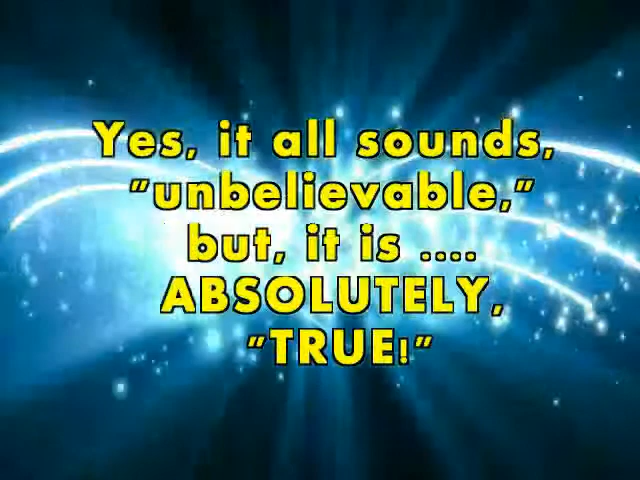 Yes, it all sounds,
"unbelievable,"
but, it is ....
ABSOLUTELY,
"TRUE!"